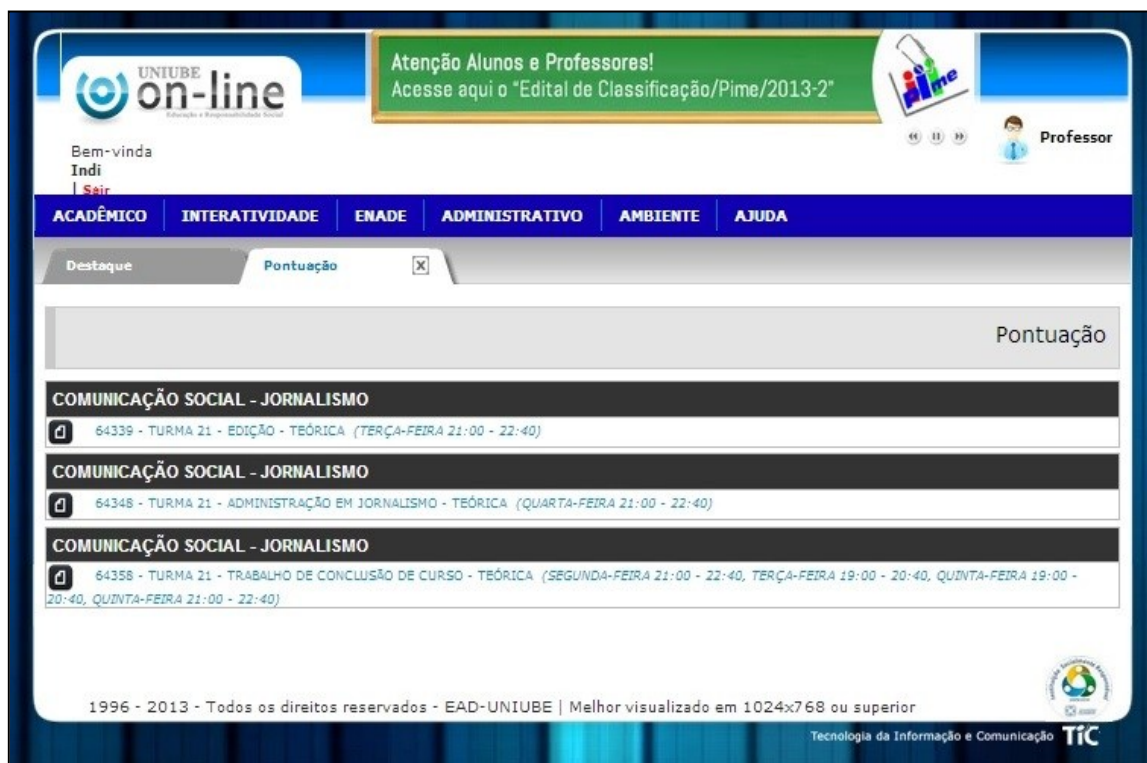 UNIUBE
on-line
Educação e Responsabilidade Social
Atenção Alunos e Professores!
Acesse aqui o "Edital de Classificação/Pime/2013-2"
pime
Bem-vinda
Indi
| Sair
Professor
ACADÊMICO INTERATIVIDADE ENADE ADMINISTRATIVO AMBIENTE AJUDA
Destaque Pontuação X
Pontuação
COMUNICAÇÃO SOCIAL - JORNALISMO
64339 - TURMA 21 - EDIÇÃO - TEÓRICA (TERÇA-FEIRA 21:00 - 22:40)
COMUNICAÇÃO SOCIAL - JORNALISMO
64348 - TURMA 21 - ADMINISTRAÇÃO EM JORNALISMO - TEÓRICA (QUARTA-FEIRA 21:00 - 22:40)
COMUNICAÇÃO SOCIAL - JORNALISMO
64358 - TURMA 21 - TRABALHO DE CONCLUSÃO DE CURSO - TEÓRICA (SEGUNDA-FEIRA 21:00 - 22:40, TERÇA-FEIRA 19:00 - 20:40, QUINTA-FEIRA 19:00 -
20:40, QUINTA-FEIRA 21:00 - 22:40)
1996 - 2013 - Todos os direitos reservados - EAD-UNIUBE | Melhor visualizado em 1024x768 ou superior
Tecnologia da Informação e Comunicação TIC